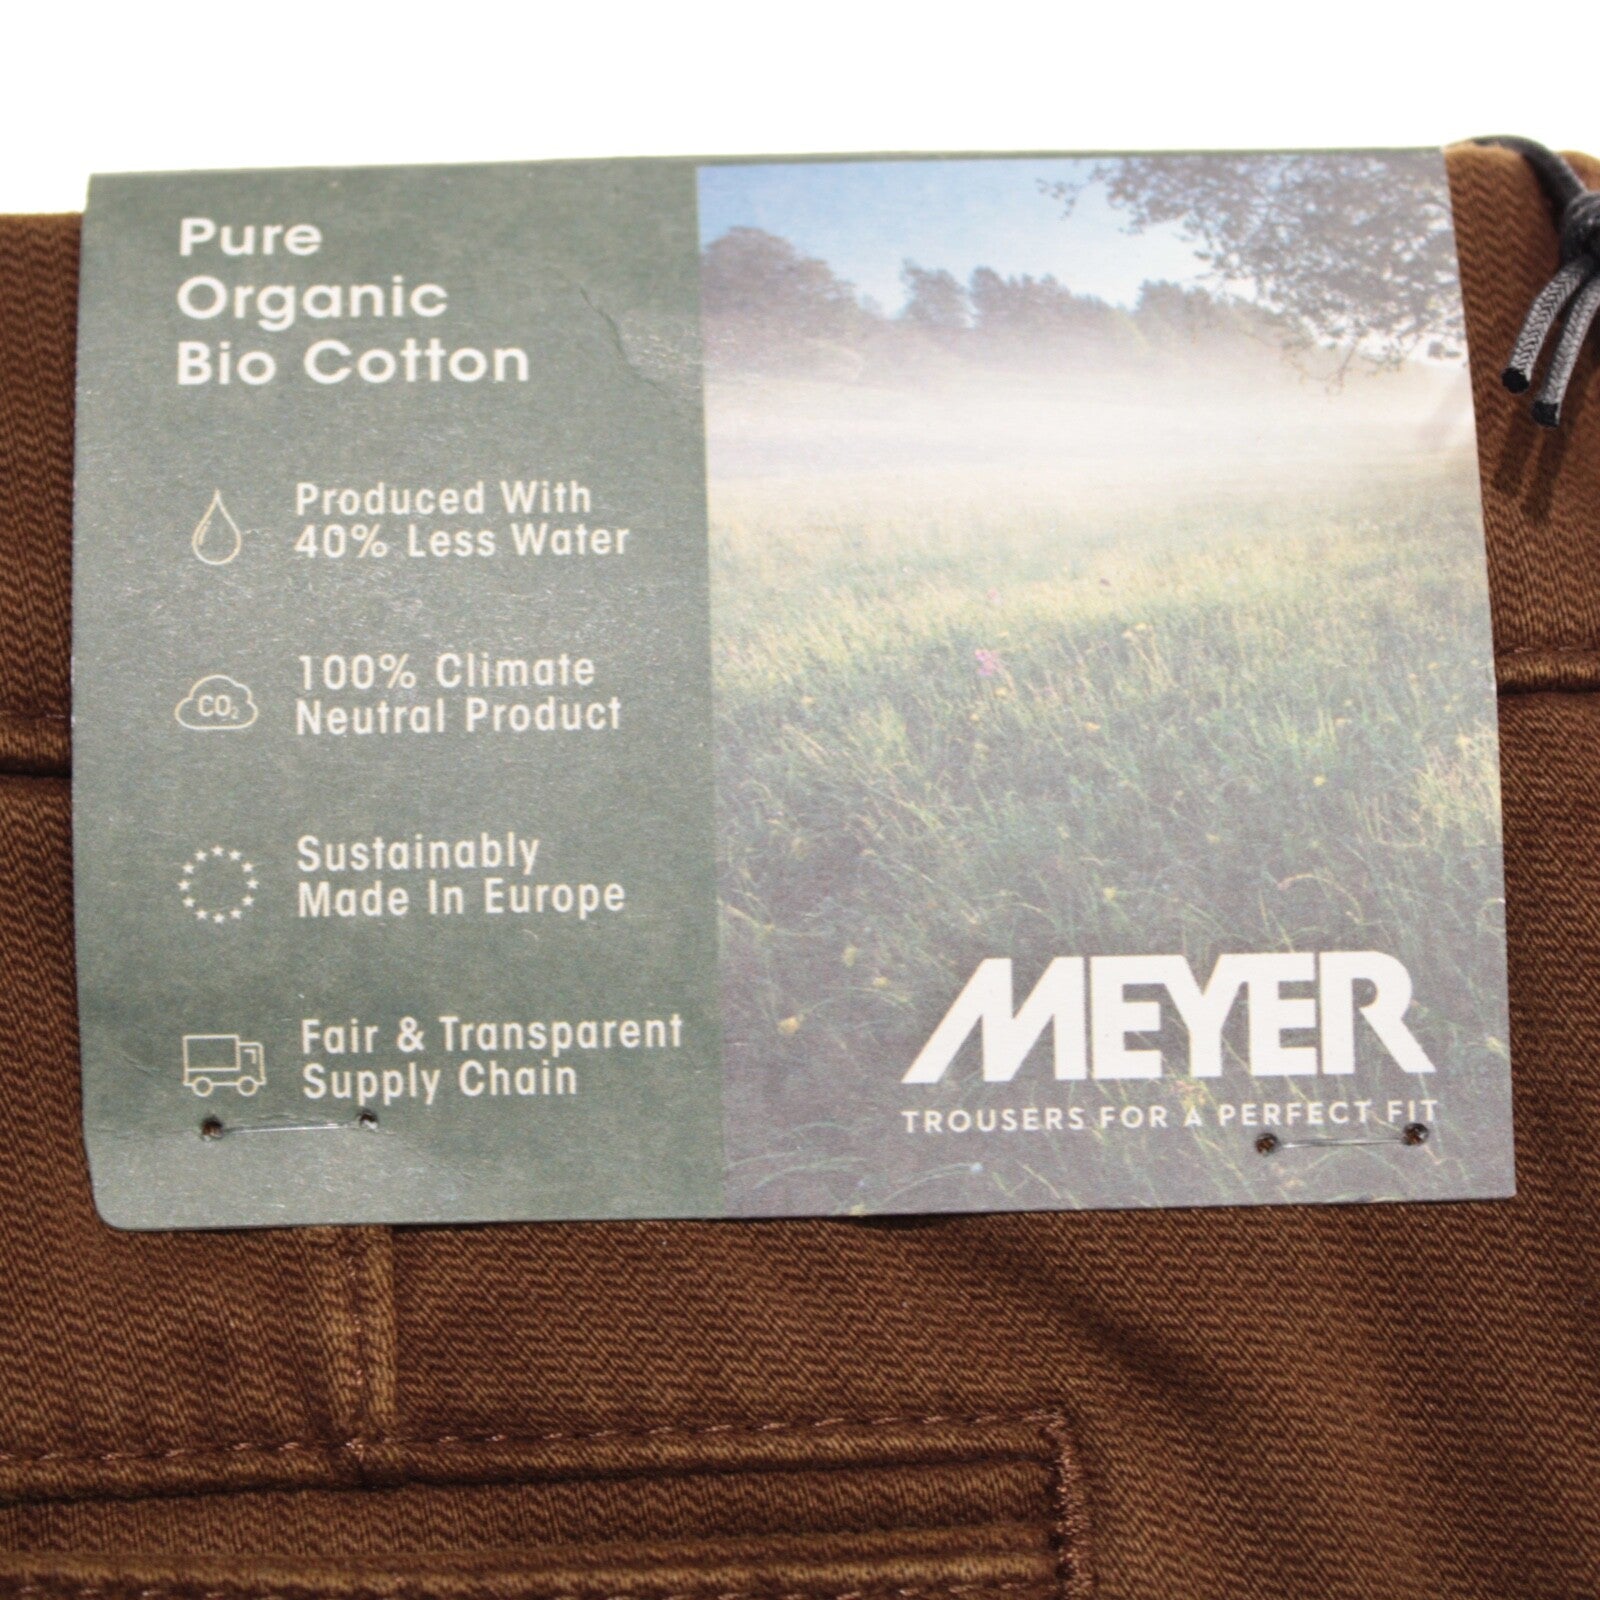 Pure
Organic
Bio Cotton
Produced With
40% Less Water
CO₂
100% Climate
Neutral Product
Sustainably
Made In Europe
Fair & Transparent
Supply Chain
MEYER
TROUSERS FOR A PERFECT FIT